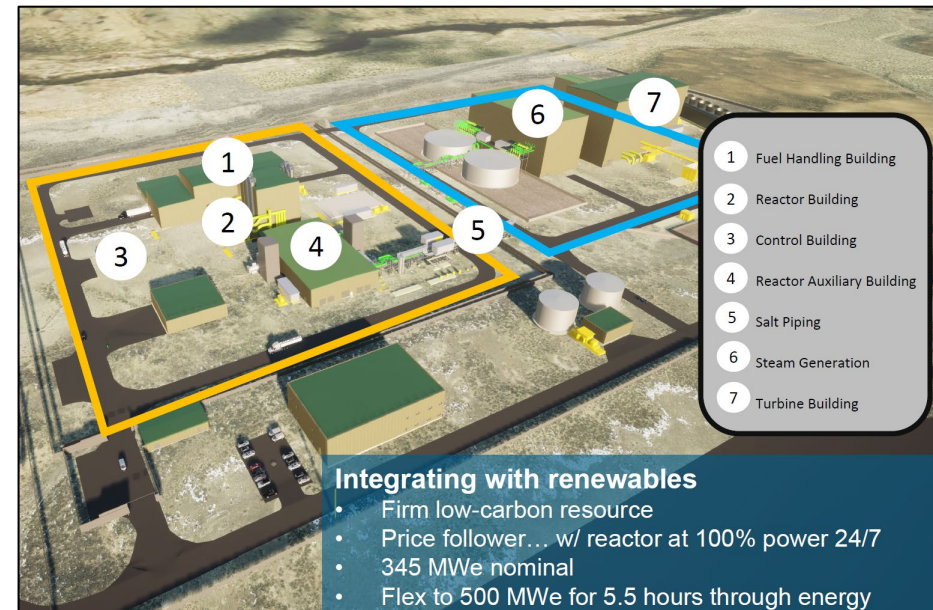 1
2
3
4
5
6
7
1 Fuel Handling Building
2 Reactor Building
3 Control Building
4 Reactor Auxiliary Building
5 Salt Piping
6 Steam Generation
7 Turbine Building
Integrating with renewables
• Firm low-carbon resource
• Price follower... w/ reactor at 100% power 24/7
• 345 MWe nominal
• Flex to 500 MWe for 5.5 hours through energy